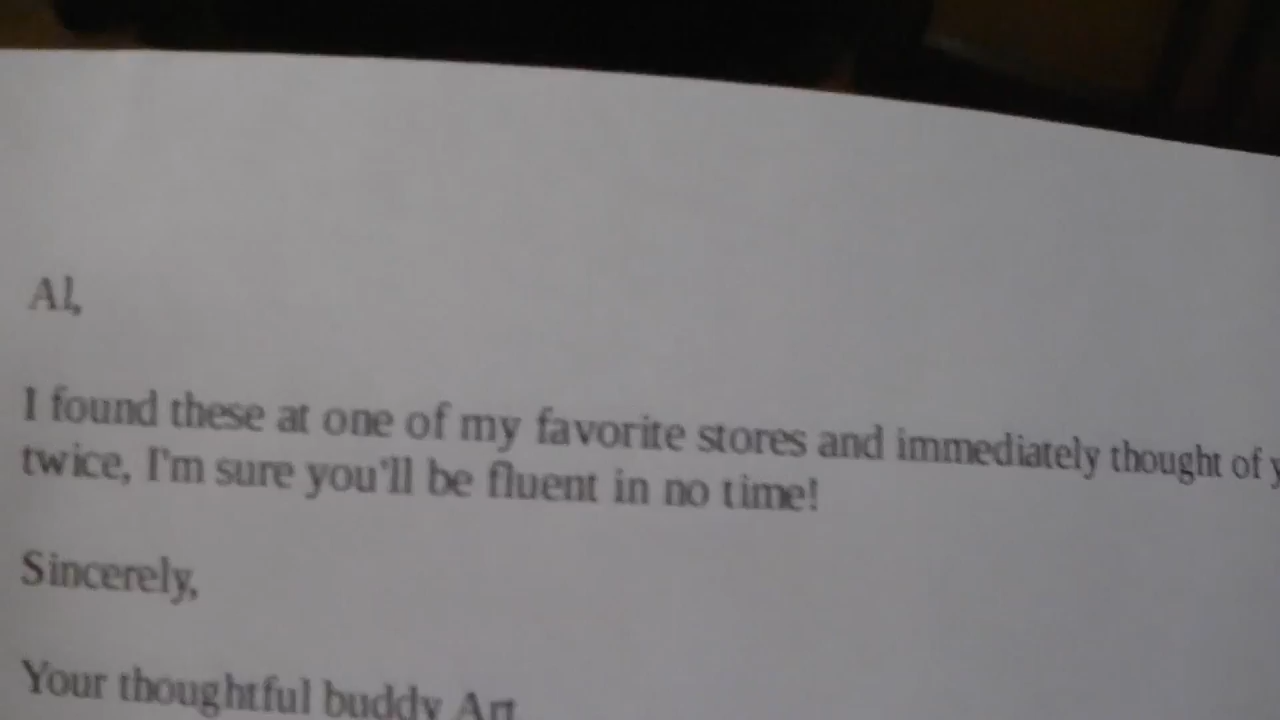 Al,
I found these at one of my favorite stores and immediately thought of
twice, I'm sure you'll be fluent in no time!
Sincerely,
Your thoughtful buddy Art